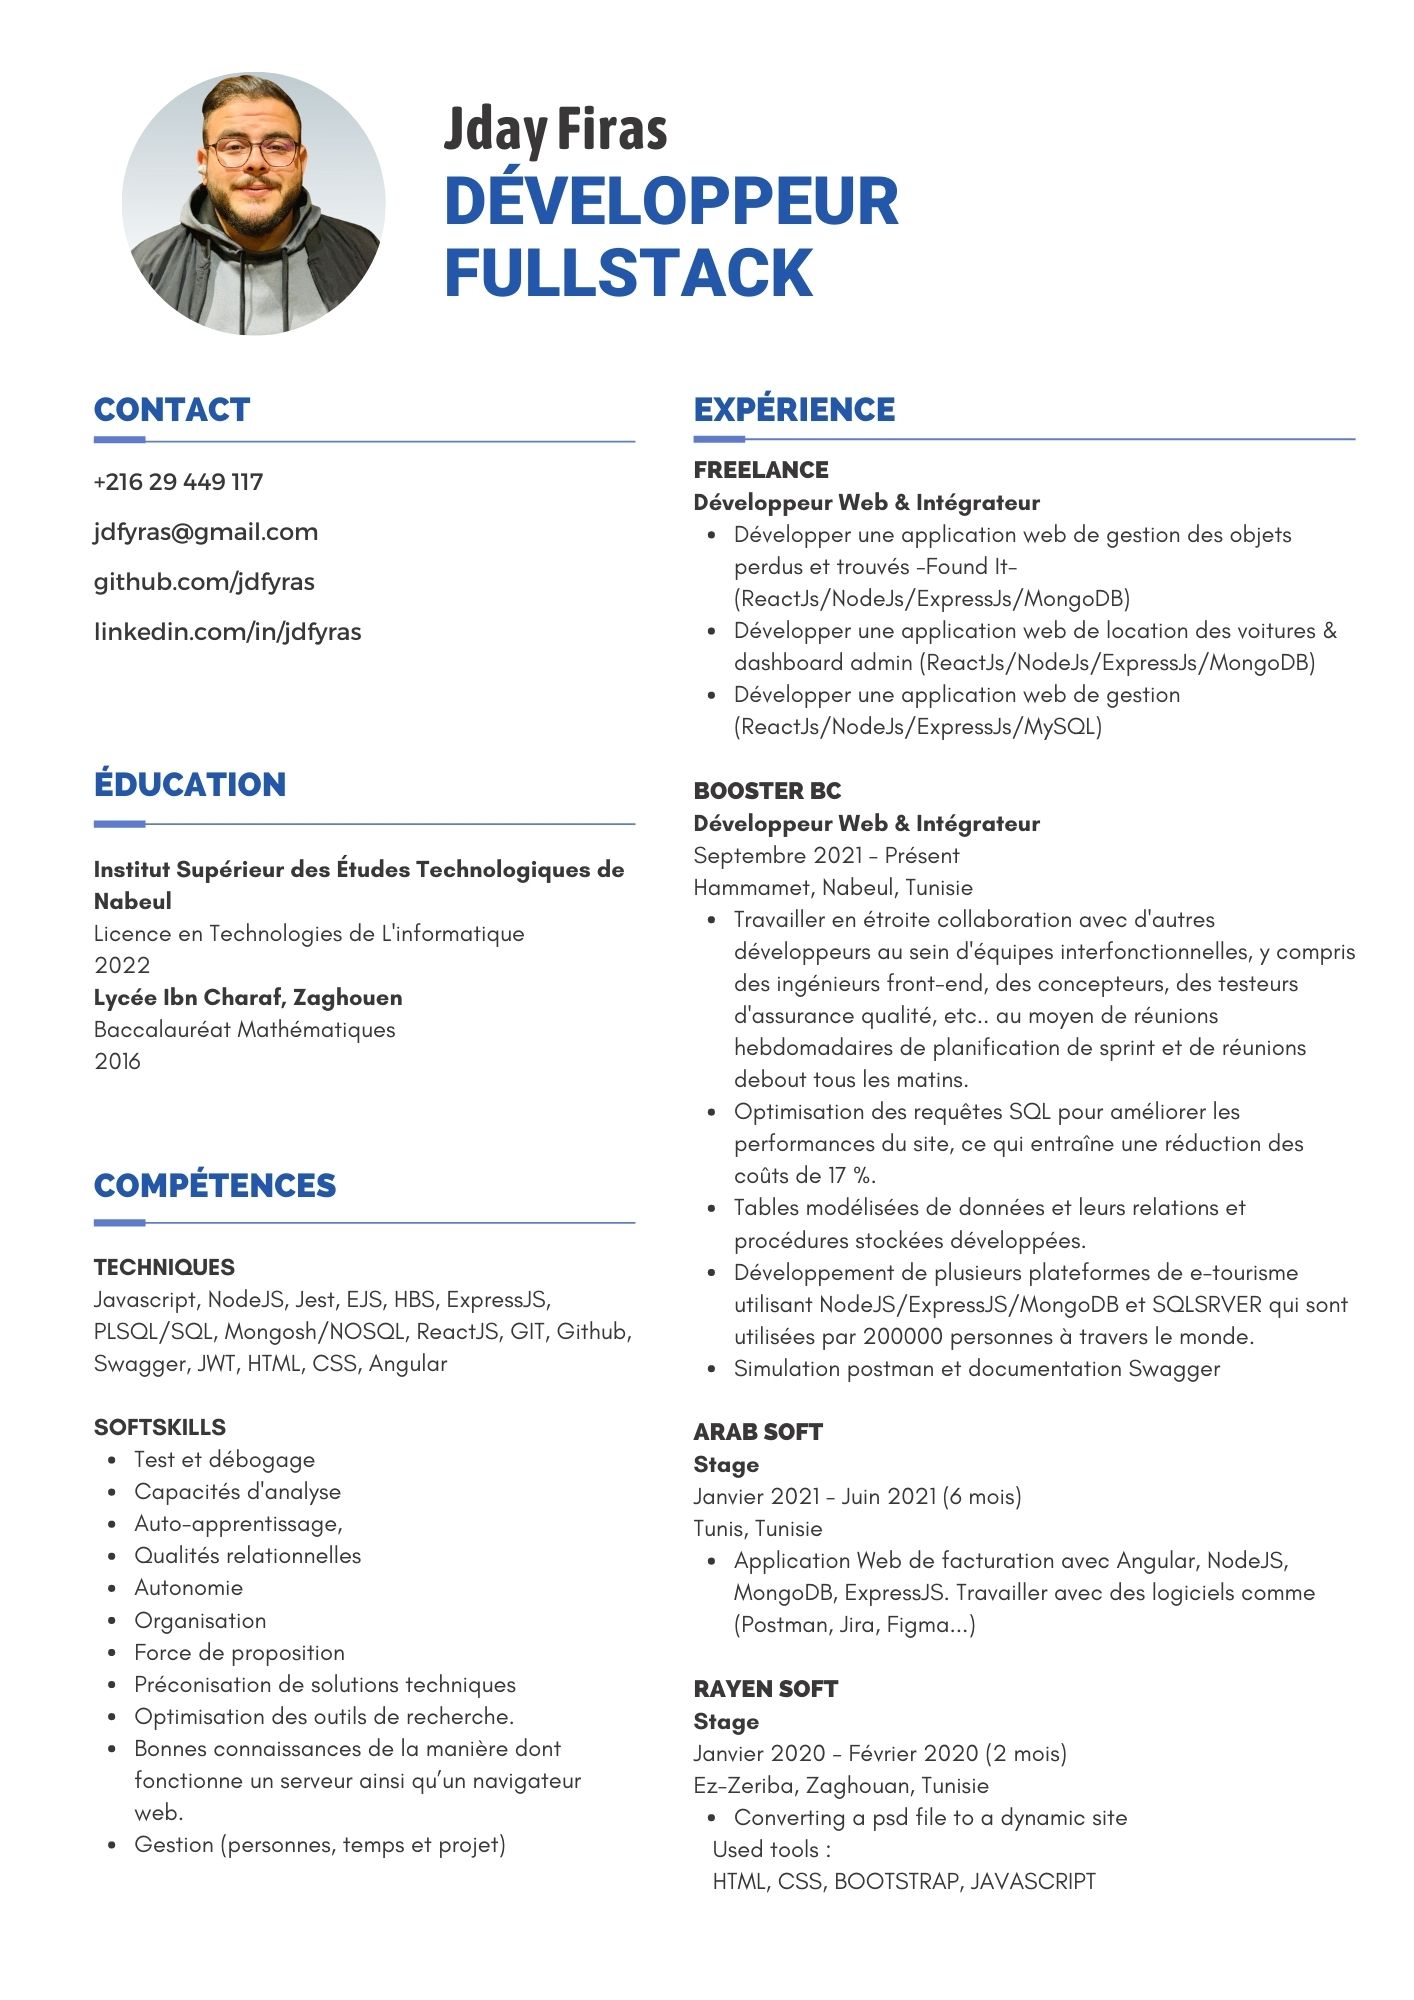 Jday Firas
DÉVELOPPEUR
FULLSTACK
CONTACT
+216 29 449 117
jdfyras@gmail.com
github.com/jdfyras
linkedin.com/in/jdfyras
ÉDUCATION
Institut Supérieur des Études Technologiques de
Nabeul
Licence en Technologies de L'informatique
2022
Lycée Ibn Charaf, Zaghouen
Baccalauréat Mathématiques
2016
COMPÉTENCES
TECHNIQUES
Javascript, NodeJS, Jest, EJS, HBS, ExpressJS,
PLSQL/SQL, Mongosh/NOSQL, ReactJS, GIT, Github,
Swagger, JWT, HTML, CSS, Angular
SOFTSKILLS
• Test et débogage
• Capacités d'analyse
• Auto-apprentissage,
• Qualités relationnelles
• Autonomie
• Organisation
• Force de proposition
• Préconisation de solutions techniques
• Optimisation des outils de recherche.
• Bonnes connaissances de la manière dont
fonctionne un serveur ainsi qu’un navigateur
web.
• Gestion (personnes, temps et projet)
EXPÉRIENCE
FREELANCE
Développeur Web & Intégrateur
• Développer une application web de gestion des objets
perdus et trouvés -Found It-
(ReactJs/NodeJs/ExpressJs/MongoDB)
• Développer une application web de location des voitures &
dashboard admin (ReactJs/NodeJs/ExpressJs/MongoDB)
• Développer une application web de gestion
(ReactJs/NodeJs/ExpressJs/MySQL)
BOOSTER BC
Développeur Web & Intégrateur
Septembre 2021 - Présent
Hammamet, Nabeul, Tunisie
• Travailler en étroite collaboration avec d'autres
développeurs au sein d'équipes interfonctionnelles, y compris
des ingénieurs front-end, des concepteurs, des testeurs
d'assurance qualité, etc.. au moyen de réunions
hebdomadaires de planification de sprint et de réunions
debout tous les matins.
• Optimisation des requêtes SQL pour améliorer les
performances du site, ce qui entraîne une réduction des
coûts de 17 %.
• Tables modélisées de données et leurs relations et
procédures stockées développées.
• Développement de plusieurs plateformes de e-tourisme
utilisant NodeJS/ExpressJS/MongoDB et SQLSRVER qui sont
utilisées par 200000 personnes à travers le monde.
• Simulation postman et documentation Swagger
ARAB SOFT
Stage
Janvier 2021 - Juin 2021 (6 mois)
Tunis, Tunisie
• Application Web de facturation avec Angular, NodeJS,
MongoDB, ExpressJS. Travailler avec des logiciels comme
(Postman, Jira, Figma...)
RAYEN SOFT
Stage
Janvier 2020 - Février 2020 (2 mois)
Ez-Zeriba, Zaghouan, Tunisie
• Converting a psd file to a dynamic site
Used tools :
HTML, CSS, BOOTSTRAP, JAVASCRIPT